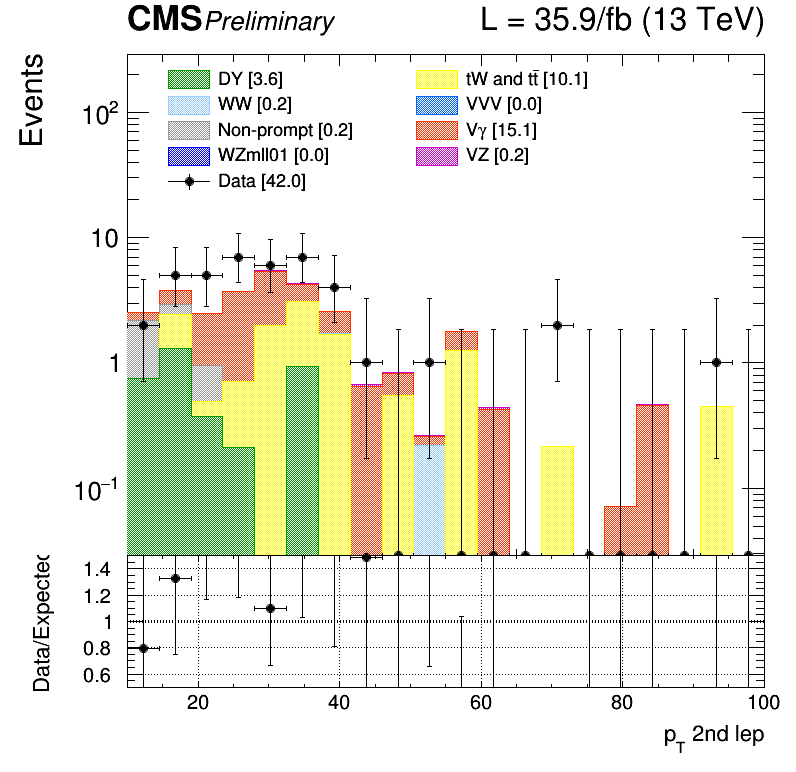 CMS Preliminary L = 35.9/fb (13 TeV)
Events
DY [3.6]
tW and tt̄ [10.1]
WW [0.2]
VVV [0.0]
Non-prompt [0.2]
Vγ [15.1]
WZmll01 [0.0]
VZ [0.2]
Data [42.0]
10²
10
1
10⁻¹
Data/Expected
1.4
1.2
1
0.8
0.6
20 40 60 80 100
p_T 2nd lep